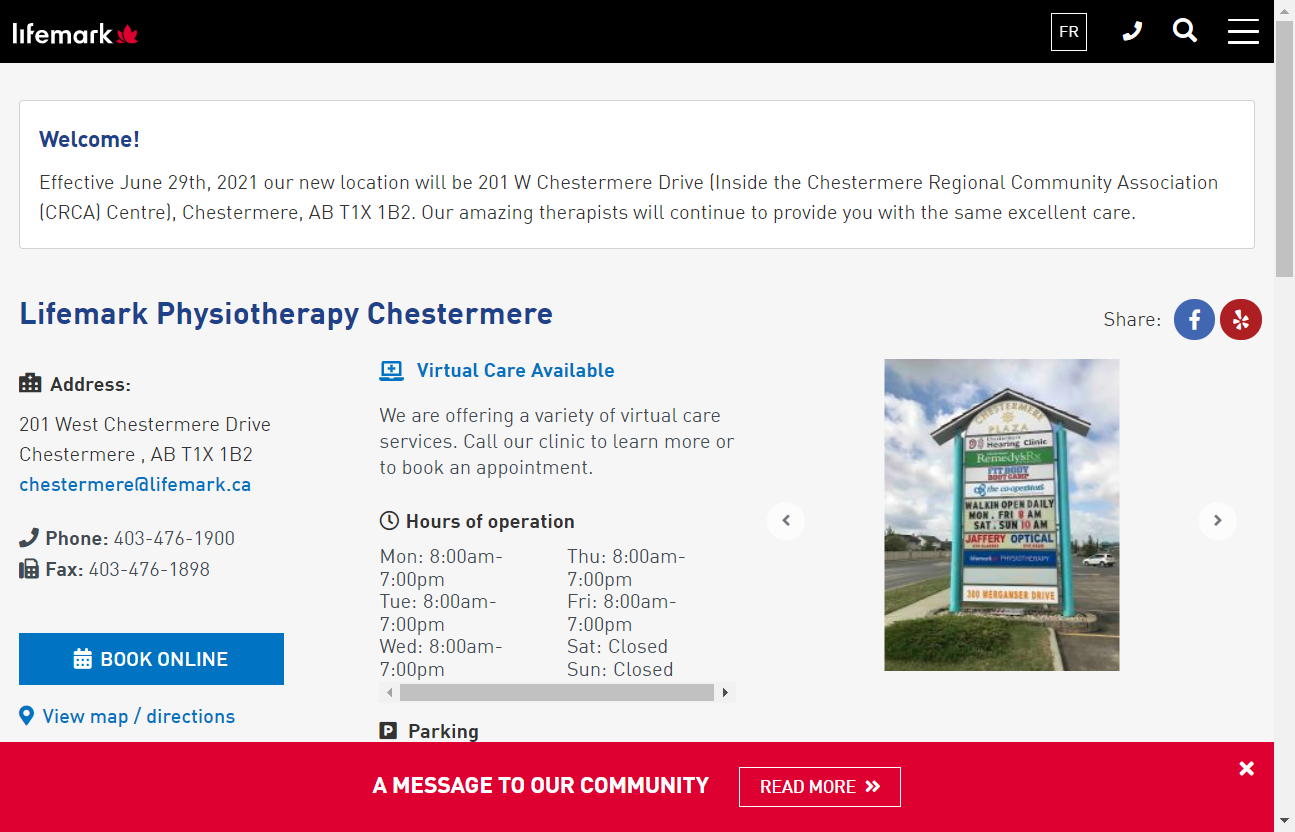 lifemark
FR
Welcome!
Effective June 29th, 2021 our new location will be 201 W Chestermere Drive (Inside the Chestermere Regional Community Association
(CRCA) Centre), Chestermere, AB T1X 1B2. Our amazing therapists will continue to provide you with the same excellent care.
Lifemark Physiotherapy Chestermere
Share:
Address:
201 West Chestermere Drive
Chestermere , AB T1X 1B2
chestermere@lifemark.ca
Phone: 403-476-1900
Fax: 403-476-1898
BOOK ONLINE
View map / directions
Virtual Care Available
We are offering a variety of virtual care
services. Call our clinic to learn more or
to book an appointment.
Hours of operation
Mon: 8:00am-
7:00pm
Tue: 8:00am-
7:00pm
Wed: 8:00am-
7:00pm
Thu: 8:00am-
7:00pm
Fri: 8:00am-
7:00pm
Sat: Closed
Sun: Closed
P Parking
CHESTERMERE
PLAZA
Hearing Clinic
Remedy'sRx
FIT BODY
BOOT CAMP
the co-operators
WALKIN OPEN DAILY
MON. FRI 8 AM
SAT. SUN 10 AM
JAFFERY OPTICAL
lifemark PHYSIOTHERAPY
300 MERGANSER DRIVE
A MESSAGE TO OUR COMMUNITY
READ MORE